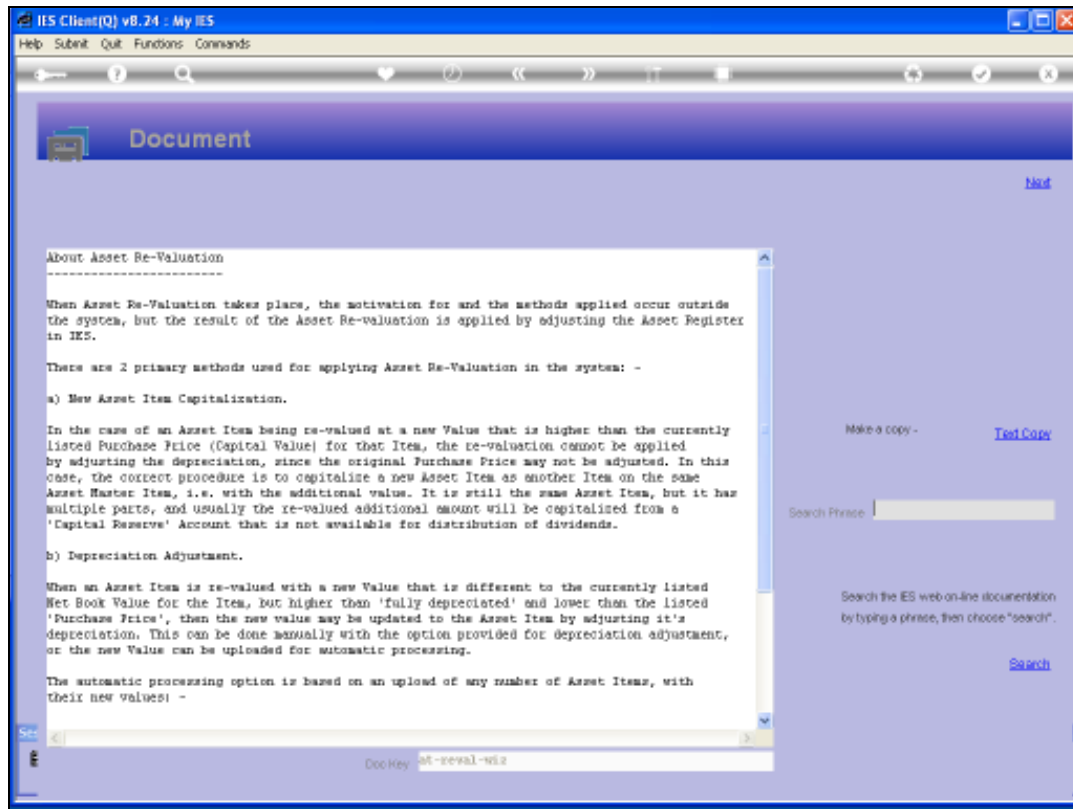 IES Client(Q) v8.24 : My IES
Help Submit Quit Functions Commands
Document
Next
About Asset Re-Valuation
------------------------
When Asset Re-Valuation takes place, the motivation for and the methods applied occur outside
the system, but the result of the Asset Re-valuation is applied by adjusting the Asset Register
in IES.
There are 2 primary methods used for applying Asset Re-Valuation in the system: -
a) New Asset Item Capitalization.
In the case of an Asset Item being re-valued at a new Value that is higher than the currently
listed Purchase Price (Capital Value) for that Item, the re-valuation cannot be applied
by adjusting the depreciation, since the original Purchase Price may not be adjusted. In this
case, the correct procedure is to capitalize a new Asset Item as another Item on the same
Asset Master Item, i.e. with the additional value. It is still the same Asset Item, but it has
multiple parts, and usually the re-valued additional amount will be capitalized from a
'Capital Reserve' Account that is not available for distribution of dividends.
b) Depreciation Adjustment.
When an Asset Item is re-valued with a new Value that is different to the currently listed
Net Book Value for the Item, but higher than 'fully depreciated' and lower than the listed
'Purchase Price', then the new value may be updated to the Asset Item by adjusting it's
depreciation. This can be done manually with the option provided for depreciation adjustment,
or the new Value can be uploaded for automatic processing.
The automatic processing option is based on an upload of any number of Asset Items, with
their new values: -
Make a copy -
Text Copy
Search Phrase
Search the IES web on-line documentation
by typing a phrase, then choose "search".
Search
Doc Key at-reval-wiz